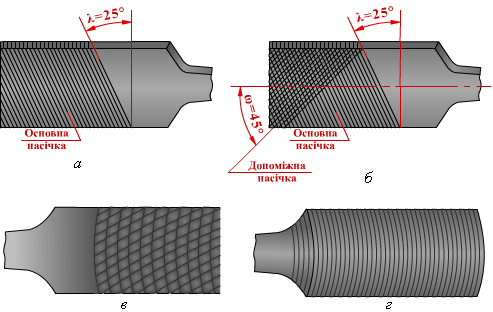 λ=25°
Основна
насічка
а
λ=25°
ω=45°
Основна
насічка
Допоміжна
насічка
б
в
г